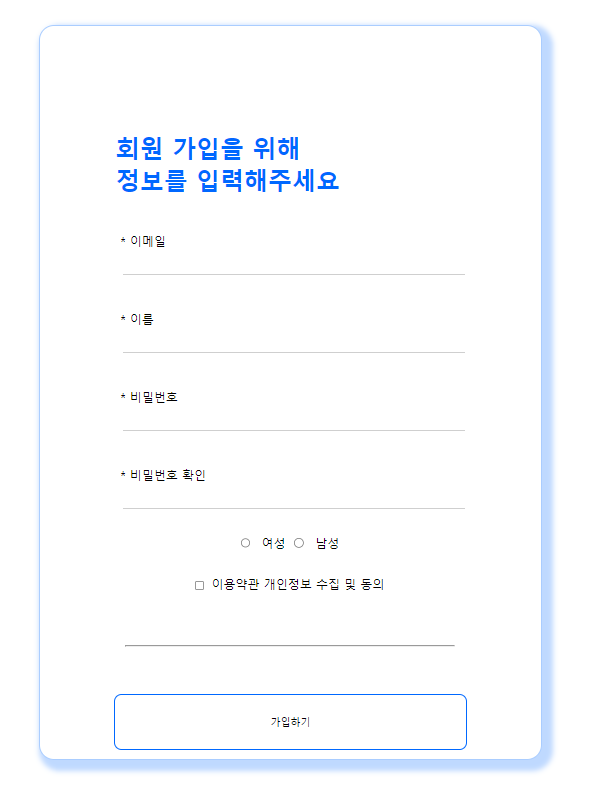 회원 가입을 위해
정보를 입력해주세요
* 이메일
* 이름
* 비밀번호
* 비밀번호 확인
여성 남성
이용약관 개인정보 수집 및 동의
가입하기